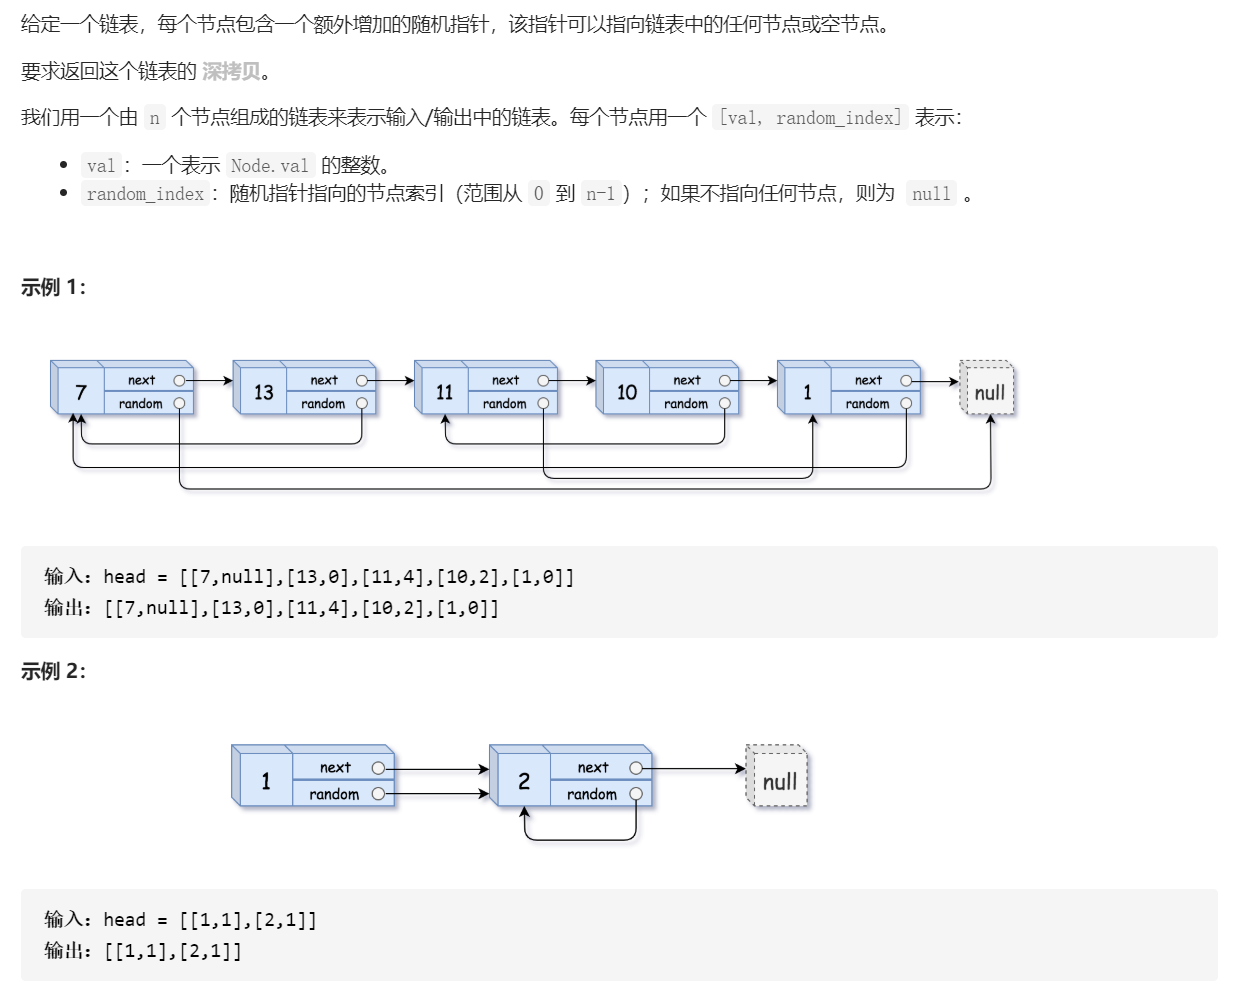 给定一个链表，每个节点包含一个额外增加的随机指针，该指针可以指向链表中的任何节点或空节点。
要求返回这个链表的 深拷贝。
我们用一个由 n 个节点组成的链表来表示输入/输出中的链表。每个节点用一个 [val, random_index] 表示：
val：一个表示 Node.val 的整数。
random_index：随机指针指向的节点索引（范围从 0 到 n-1）；如果不指向任何节点，则为 null 。
示例 1：
7 next random 13 next random 11 next random 10 next random 1 next random null
输入：head = [[7,null],[13,0],[11,4],[10,2],[1,0]]
输出：[[7,null],[13,0],[11,4],[10,2],[1,0]]
示例 2：
1 next random 2 next random null
输入：head = [[1,1],[2,1]]
输出：[[1,1],[2,1]]